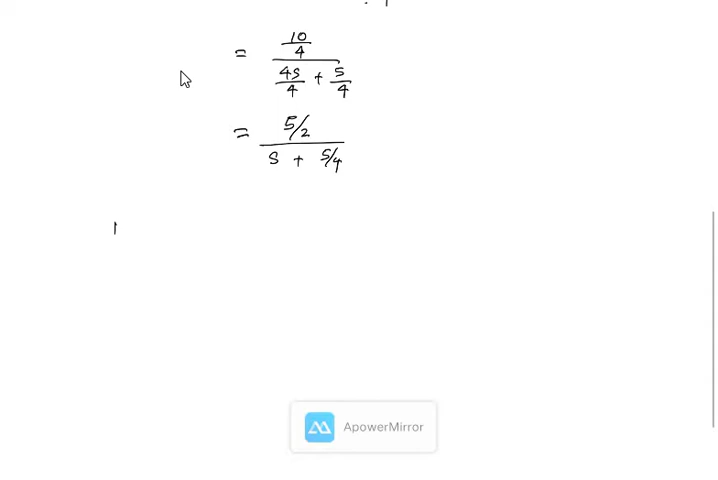 = 10/4 / (4s/4 + 5/4)
= 5/2 / (s + 5/4)
ApowerMirror